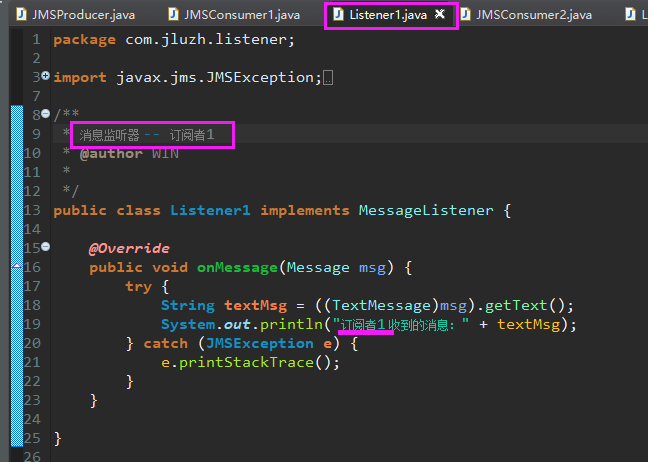 JMSProducer.java JMSConsumer1.java Listener1.java JMSConsumer2.java L
1 package com.jluzh.listener;
2
3 import javax.jms.JMSException;
7
8 /**
9 * 消息监听器 -- 订阅者1
10 * @author WIN
11 *
12 */
13 public class Listener1 implements MessageListener {
14
15 @Override
16 public void onMessage(Message msg) {
17 try {
18 String textMsg = ((TextMessage)msg).getText();
19 System.out.println("订阅者1收到的消息：" + textMsg);
20 } catch (JMSException e) {
21 e.printStackTrace();
22 }
23 }
24
25 }